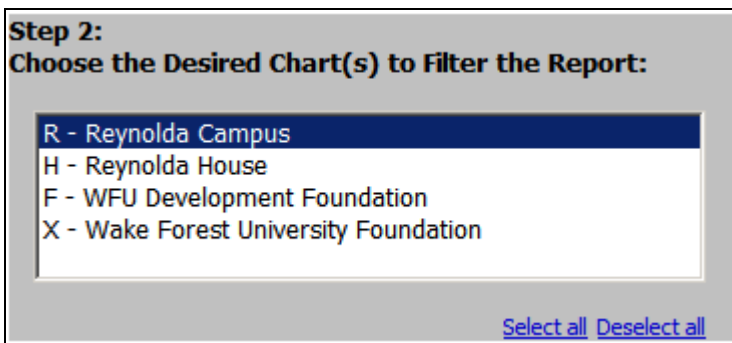 Step 2:
Choose the Desired Chart(s) to Filter the Report:
R - Reynolda Campus
H - Reynolda House
F - WFU Development Foundation
X - Wake Forest University Foundation
Select all Deselect all